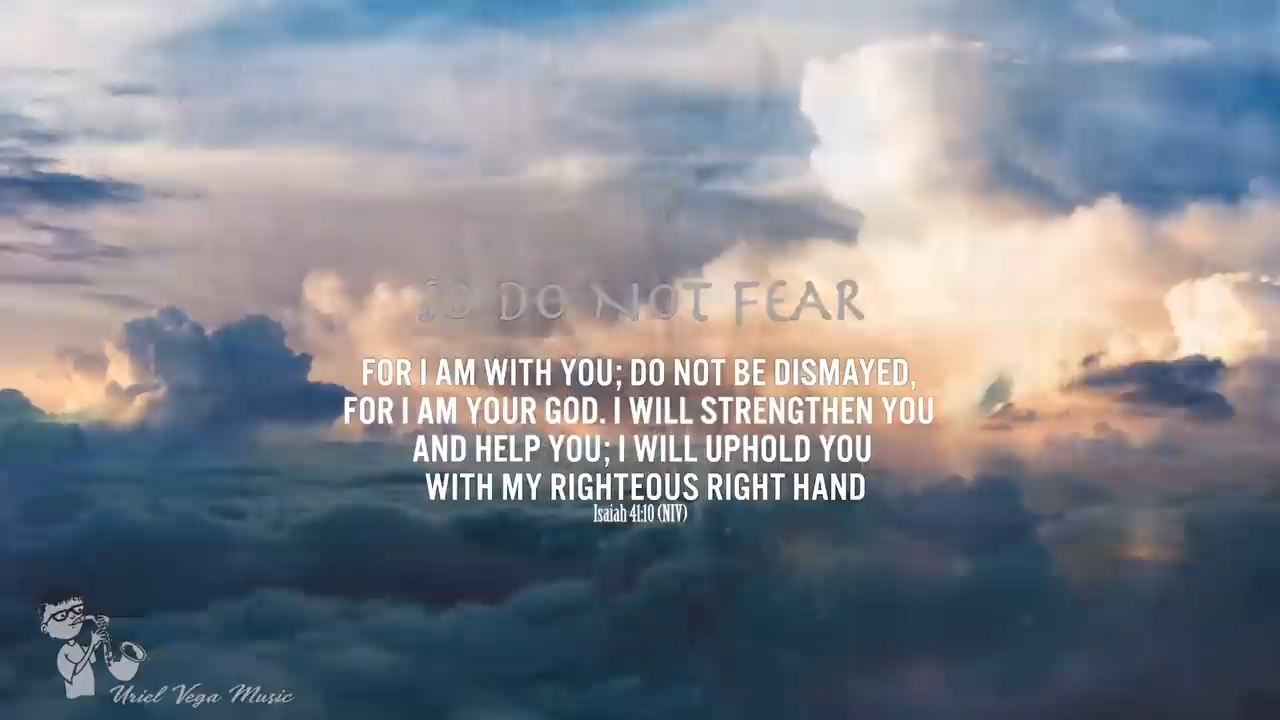 SO DO NOT FEAR
FOR I AM WITH YOU; DO NOT BE DISMAYED,
FOR I AM YOUR GOD. I WILL STRENGTHEN YOU
AND HELP YOU; I WILL UPHOLD YOU
WITH MY RIGHTEOUS RIGHT HAND
Isaiah 41:10 (NIV)
Uriel Vega Music